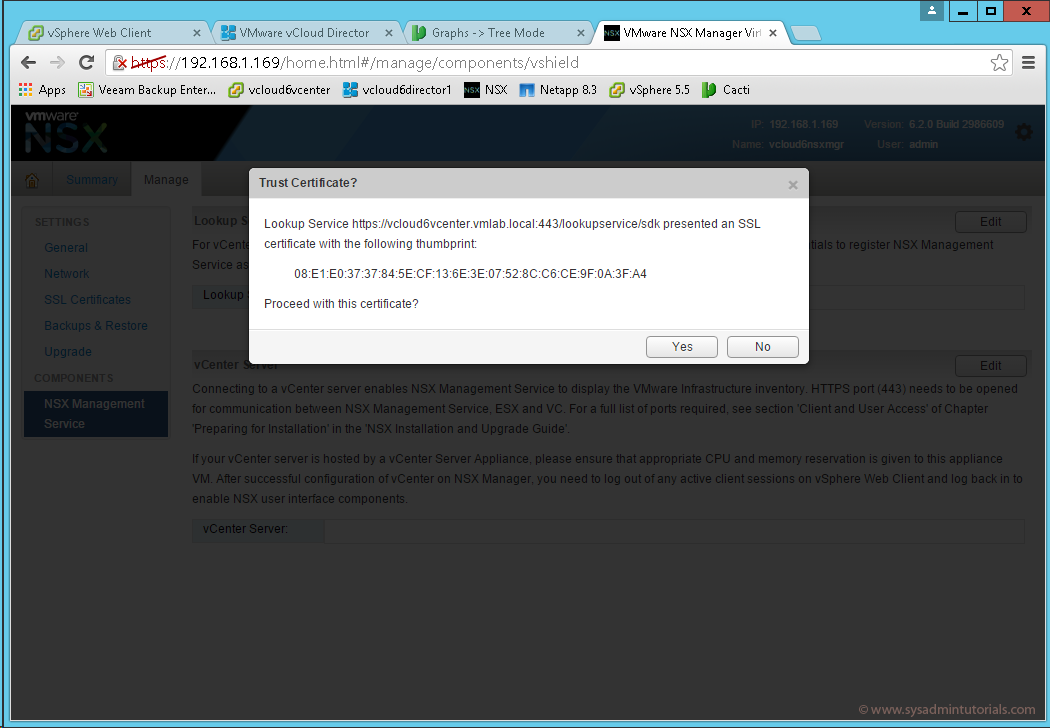 vSphere Web Client
VMware vCloud Director
Graphs -> Tree Mode
VMware NSX Manager Virt
https://192.168.1.169/home.html#/manage/components/vshield
Apps
Veeam Backup Enter...
vcloud6vcenter
vcloud6director1
NSX
Netapp 8.3
vSphere 5.5
Cacti
vmware
NSX
IP: 192.168.1.169 Version: 6.2.0 Build 2986609
Name: vcloud6nsxmgr User: admin
Summary
Manage
SETTINGS
General
Network
SSL Certificates
Backups & Restore
Upgrade
COMPONENTS
NSX Management
Service
Lookup S
Edit
For vCente
tials to register NSX Management
Service as
Lookup
Trust Certificate?
Lookup Service https://vcloud6vcenter.vmlab.local:443/lookupservice/sdk presented an SSL
certificate with the following thumbprint:
08:E1:E0:37:37:84:5E:CF:13:6E:3E:07:52:8C:C6:CE:9F:0A:3F:A4
Proceed with this certificate?
Yes
No
vCenter Server
Edit
Connecting to a vCenter server enables NSX Management Service to display the VMware Infrastructure inventory. HTTPS port (443) needs to be opened
for communication between NSX Management Service, ESX and VC. For a full list of ports required, see section 'Client and User Access' of Chapter
'Preparing for Installation' in the 'NSX Installation and Upgrade Guide'.
If your vCenter server is hosted by a vCenter Server Appliance, please ensure that appropriate CPU and memory reservation is given to this appliance
VM. After successful configuration of vCenter on NSX Manager, you need to log out of any active client sessions on vSphere Web Client and log back in to
enable NSX user interface components.
vCenter Server:
© www.sysadmintutorials.com